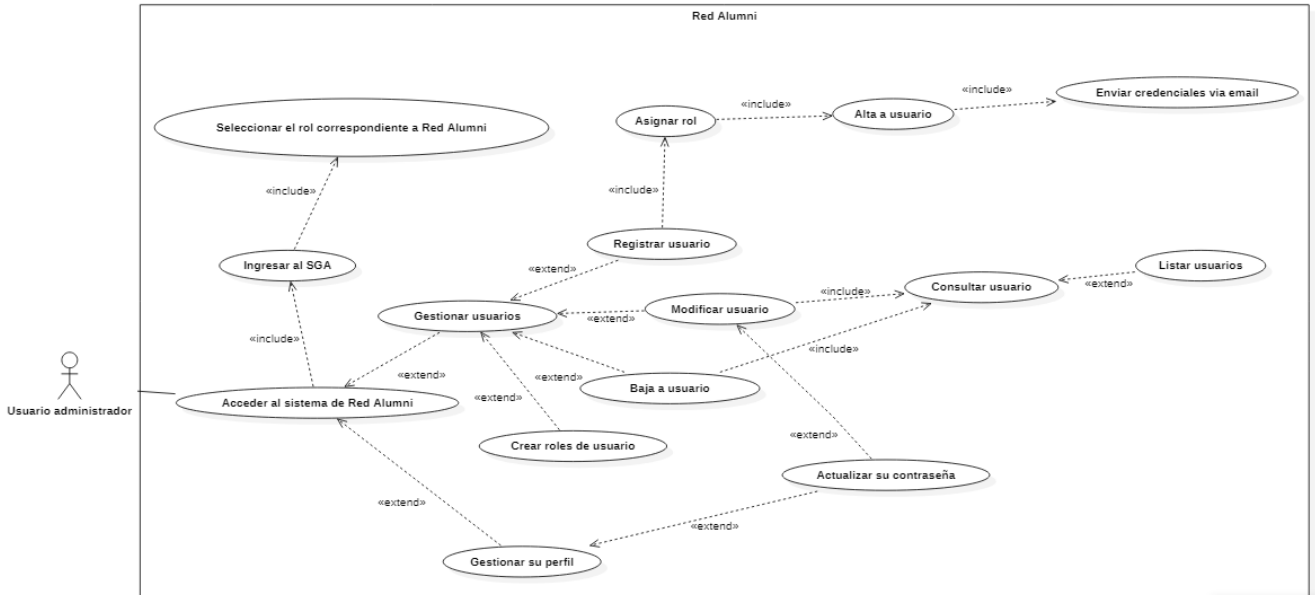 Red Alumni
Enviar credenciales via email
«include»
«include»
Alta a usuario
Asignar rol
Seleccionar el rol correspondiente a Red Alumni
«include»
«include»
Registrar usuario
Ingresar al SGA
Listar usuarios
«extend»
«extend»
Consultar usuario
«include»
Modificar usuario
Gestionar usuarios
«extend»
«include»
«include»
«extend»
«extend»
Baja a usuario
Acceder al sistema de Red Alumni
«extend»
Usuario administrador
«extend»
Crear roles de usuario
Actualizar su contraseña
«extend»
«extend»
Gestionar su perfil